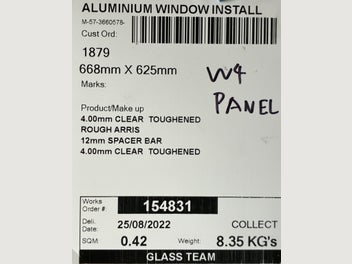 ALUMINIUM WINDOW INSTALL
M-57-3660578-
Cust Ord:
1879
668mm X 625mm
Marks:
W4
PANEL
Product/Make up
4.00mm CLEAR TOUGHENED
ROUGH ARRIS
12mm SPACER BAR
4.00mm CLEAR TOUGHENED
Works Order #: 154831
Deli. Date: 25/08/2022 COLLECT
SQM: 0.42 Weight: 8.35 KG's
GLASS TEAM